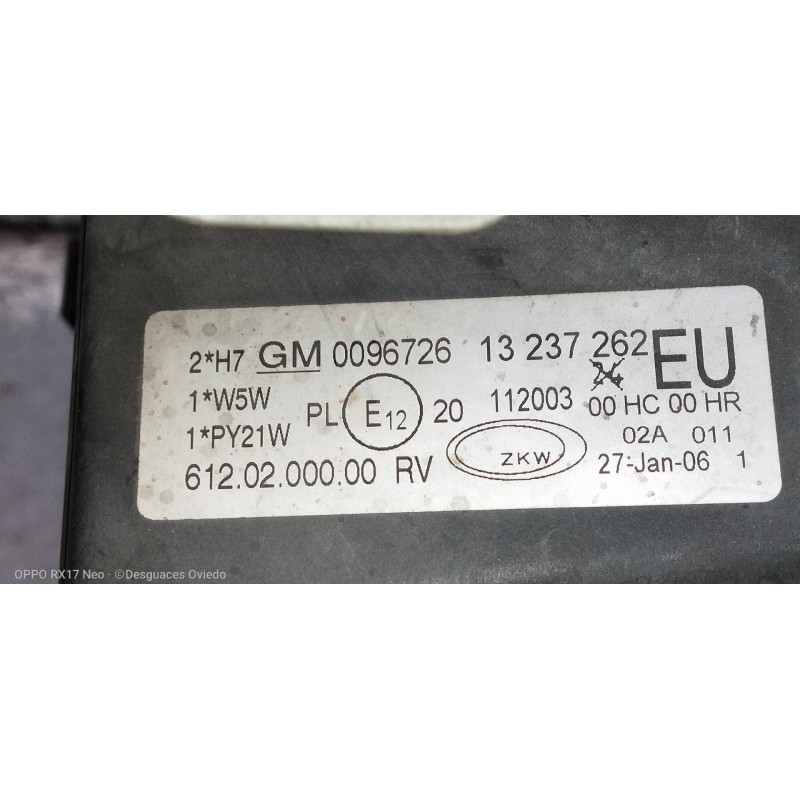 2*H7 GM 0096726 13 237 262 EU
1*W5W PL E12 20 112003 00 HC 00 HR
1*PY21W 02A 011
612.02.000.00 RV ZKW 27-Jan-06 1
OPPO RX17 Neo · ©Desguaces Oviedo